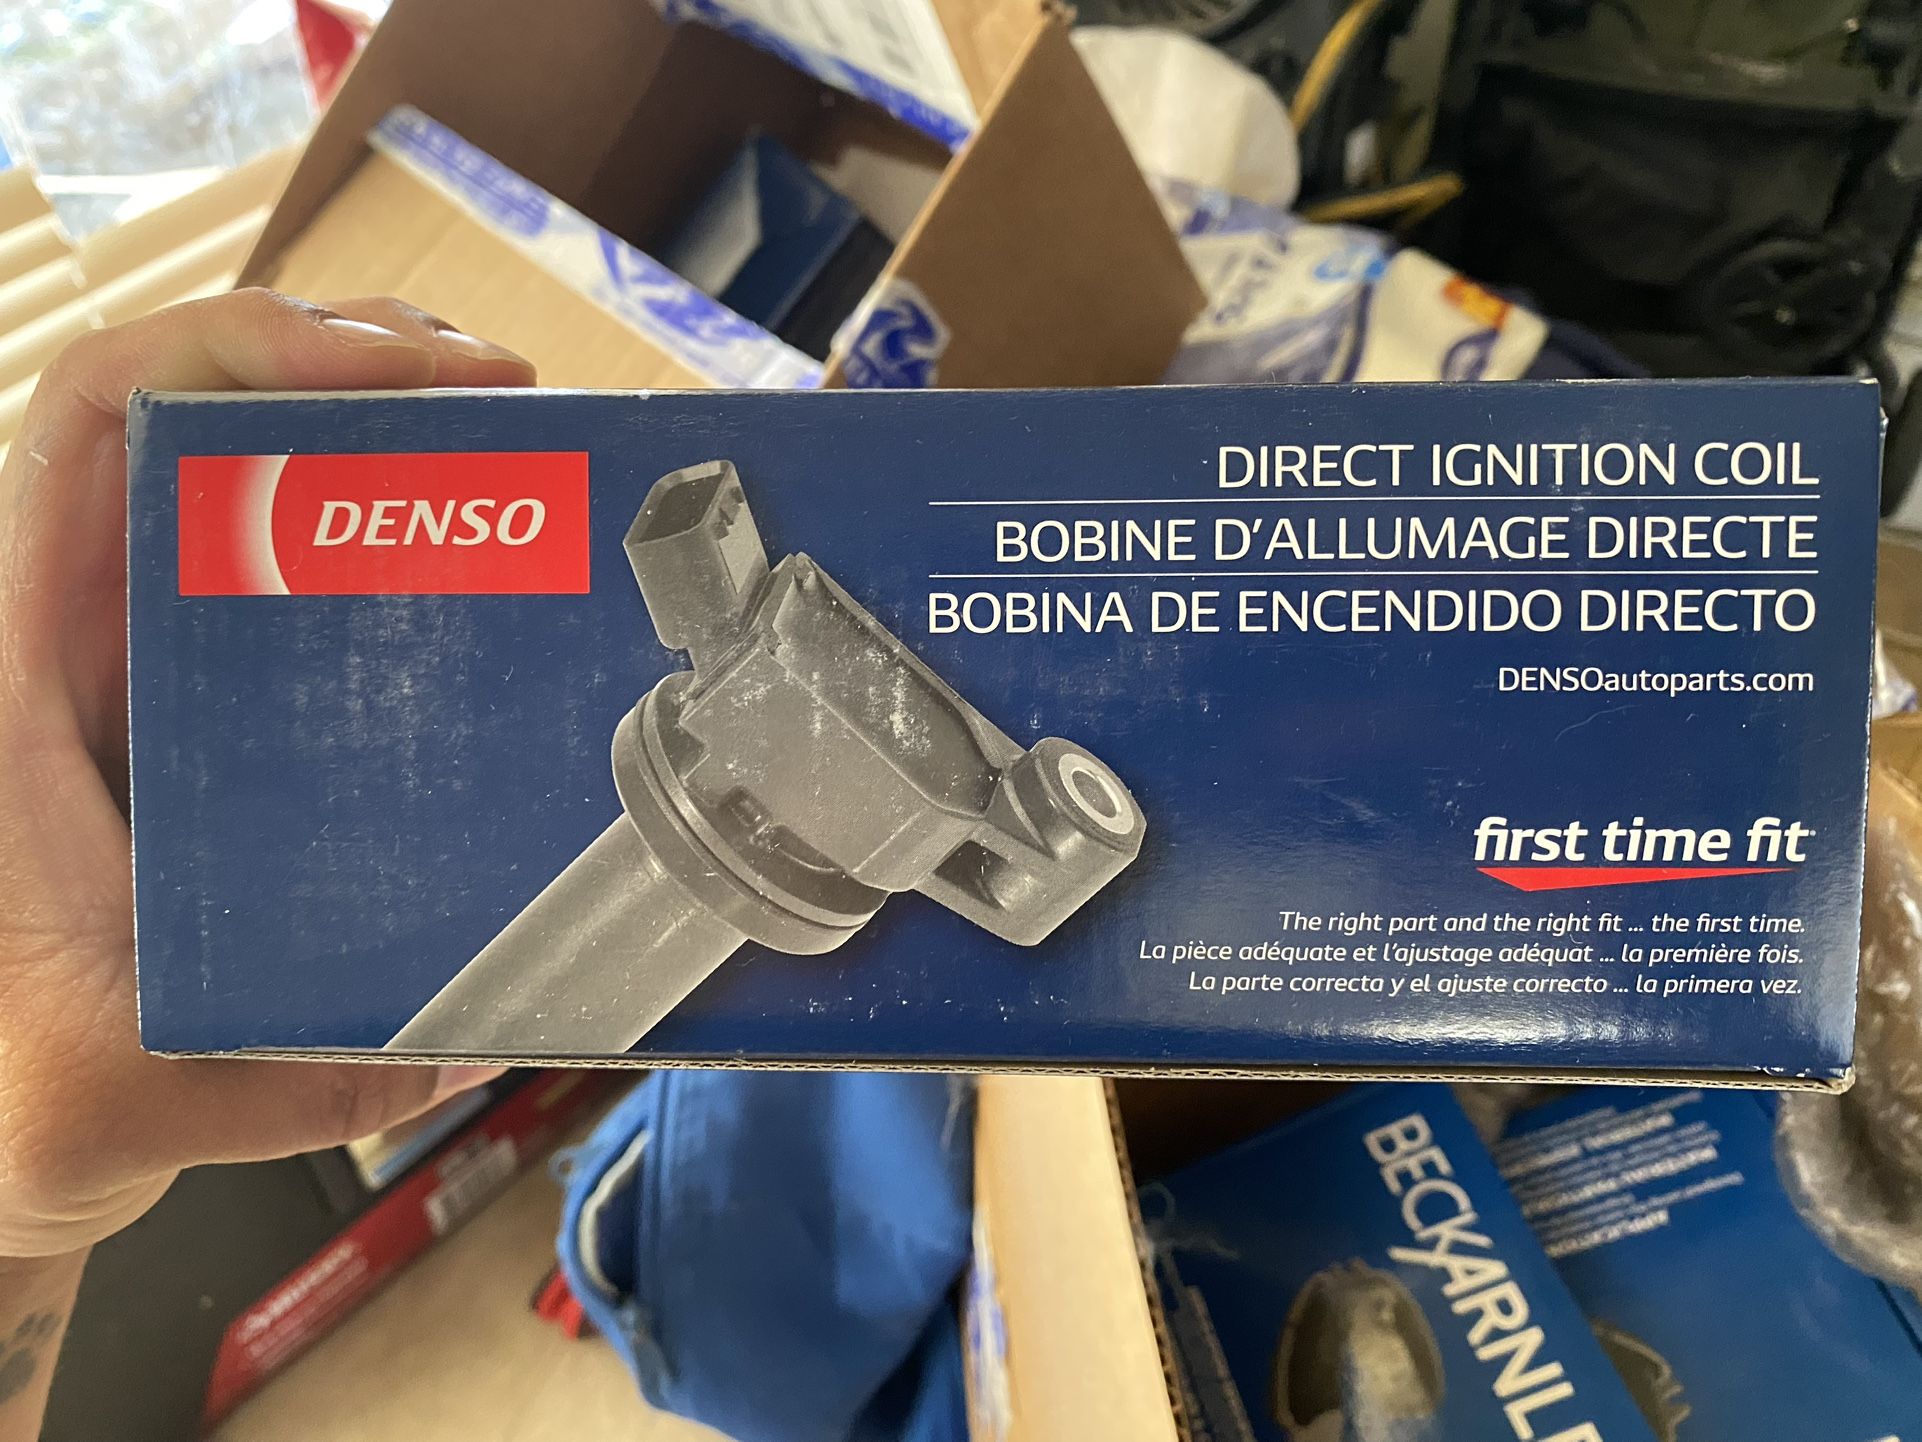 DENSO
DIRECT IGNITION COIL
BOBINE D'ALLUMAGE DIRECTE
BOBINA DE ENCENDIDO DIRECTO
DENSOautoparts.com
first time fit
The right part and the right fit ... the first time.
La pièce adéquate et l'ajustage adéquat ... la première fois.
La parte correcta y el ajuste correcto ... la primera vez.
BECK/ARNLE